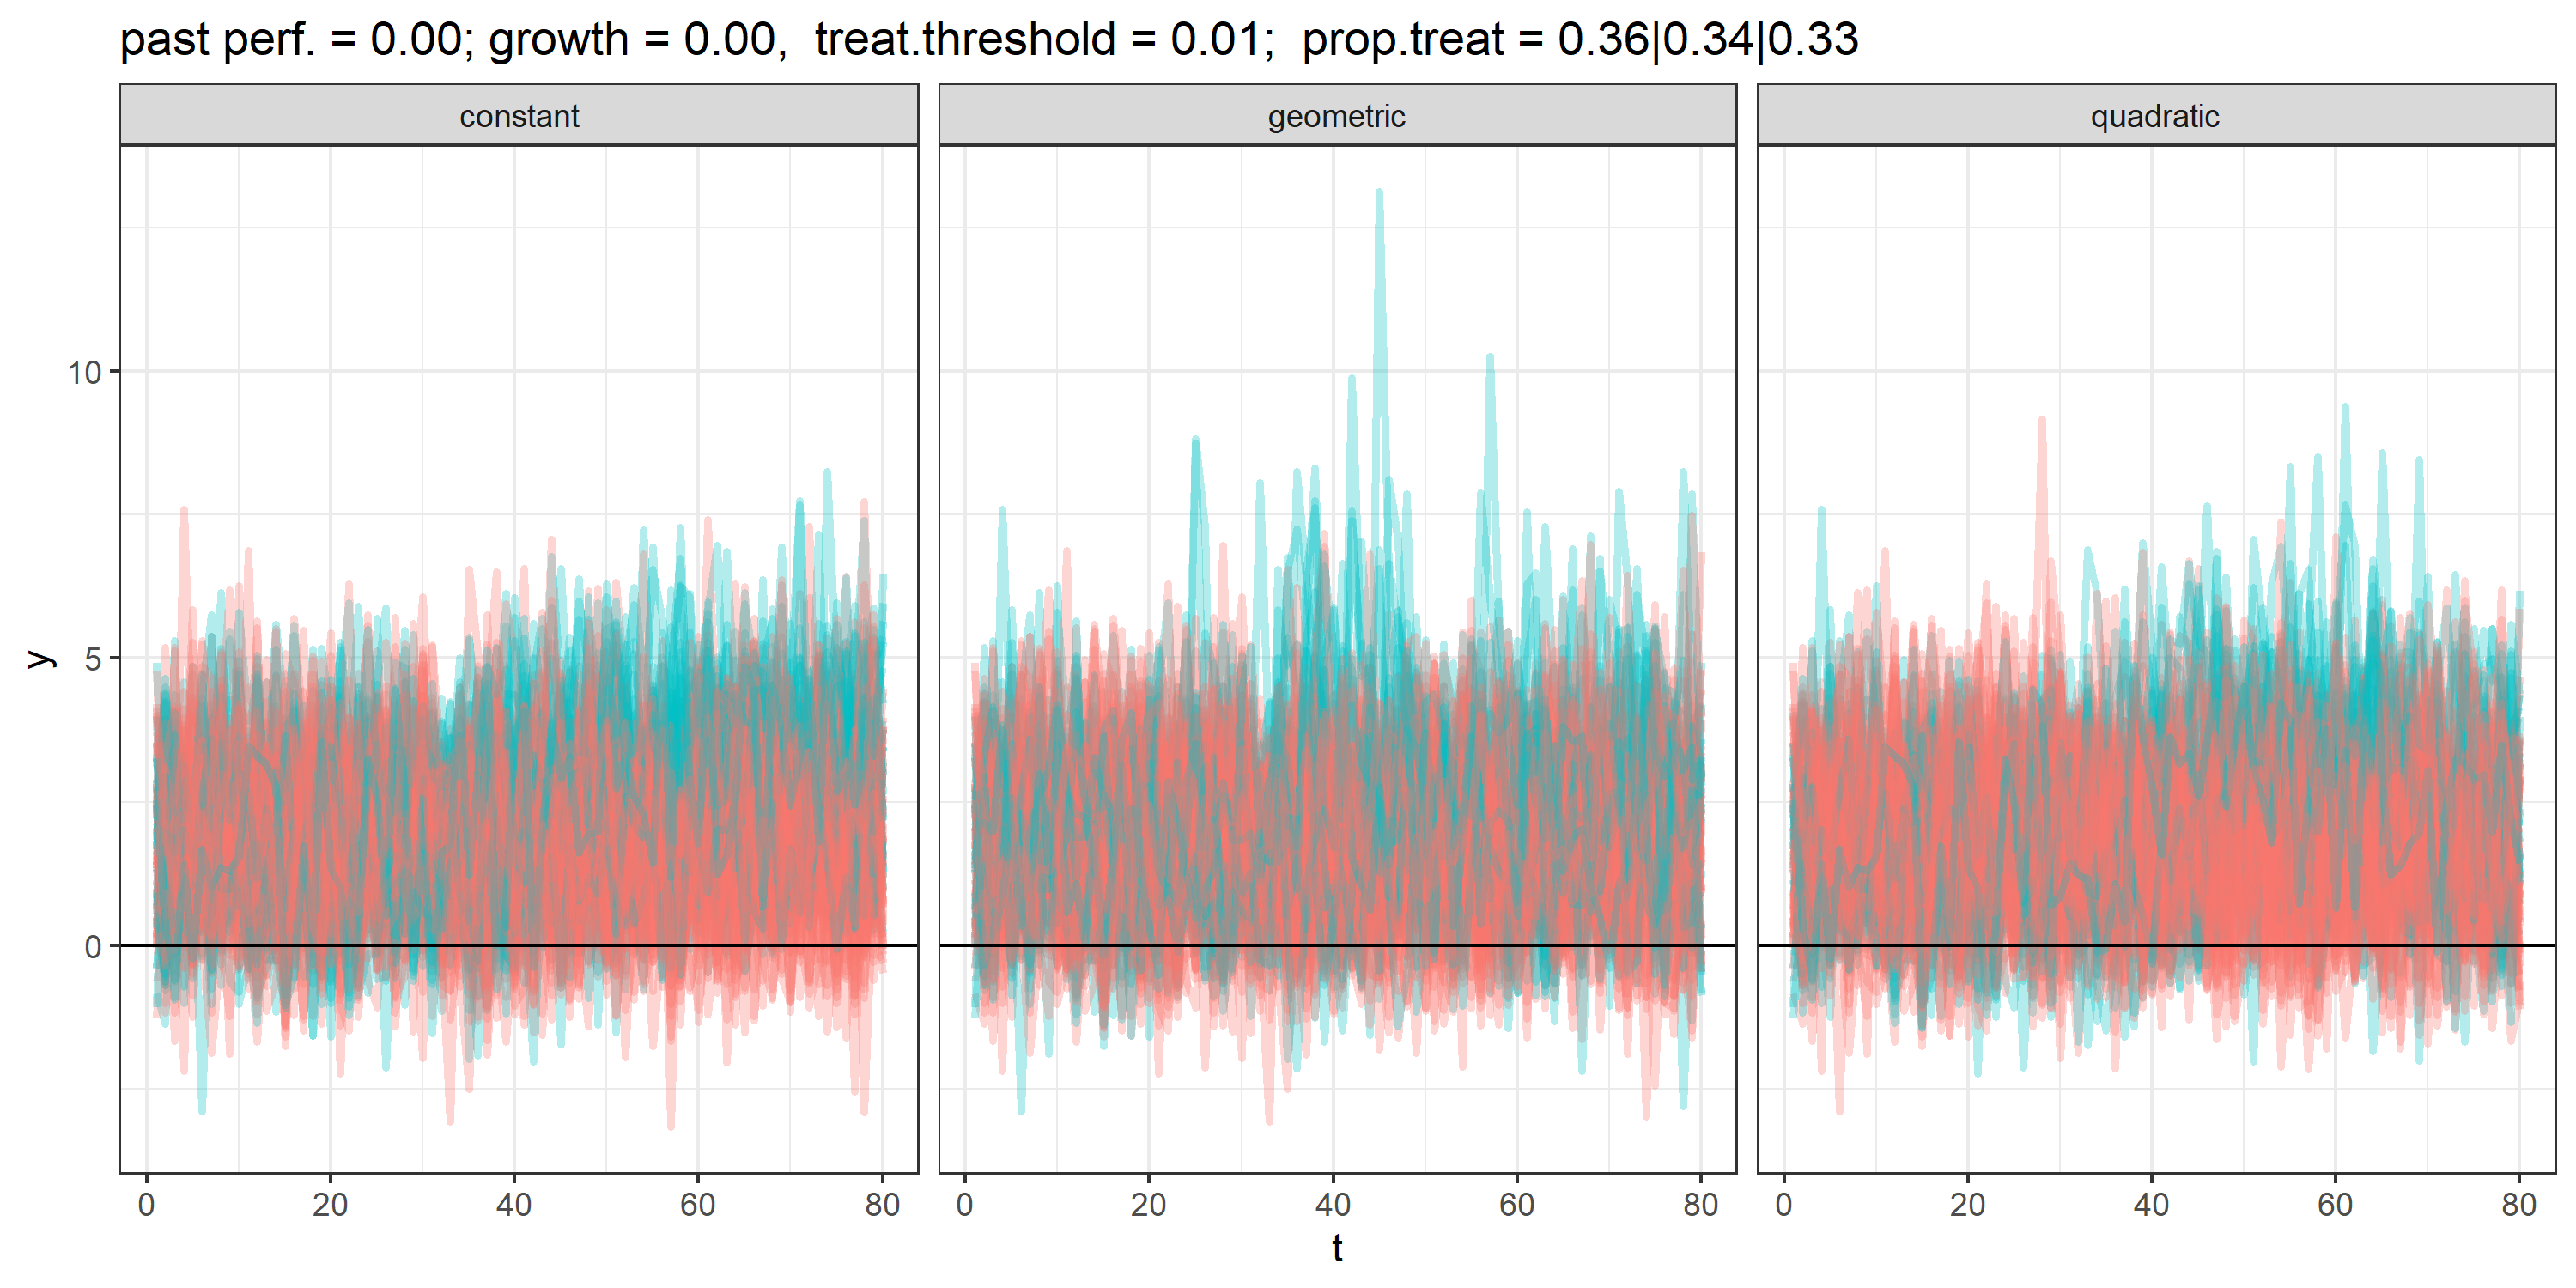 past perf. = 0.00; growth = 0.00,  treat.threshold = 0.01;  prop.treat = 0.36|0.34|0.33
constant geometric quadratic
10
5
0
y
0 20 40 60 80 0 20 40 60 80 0 20 40 60 80
t